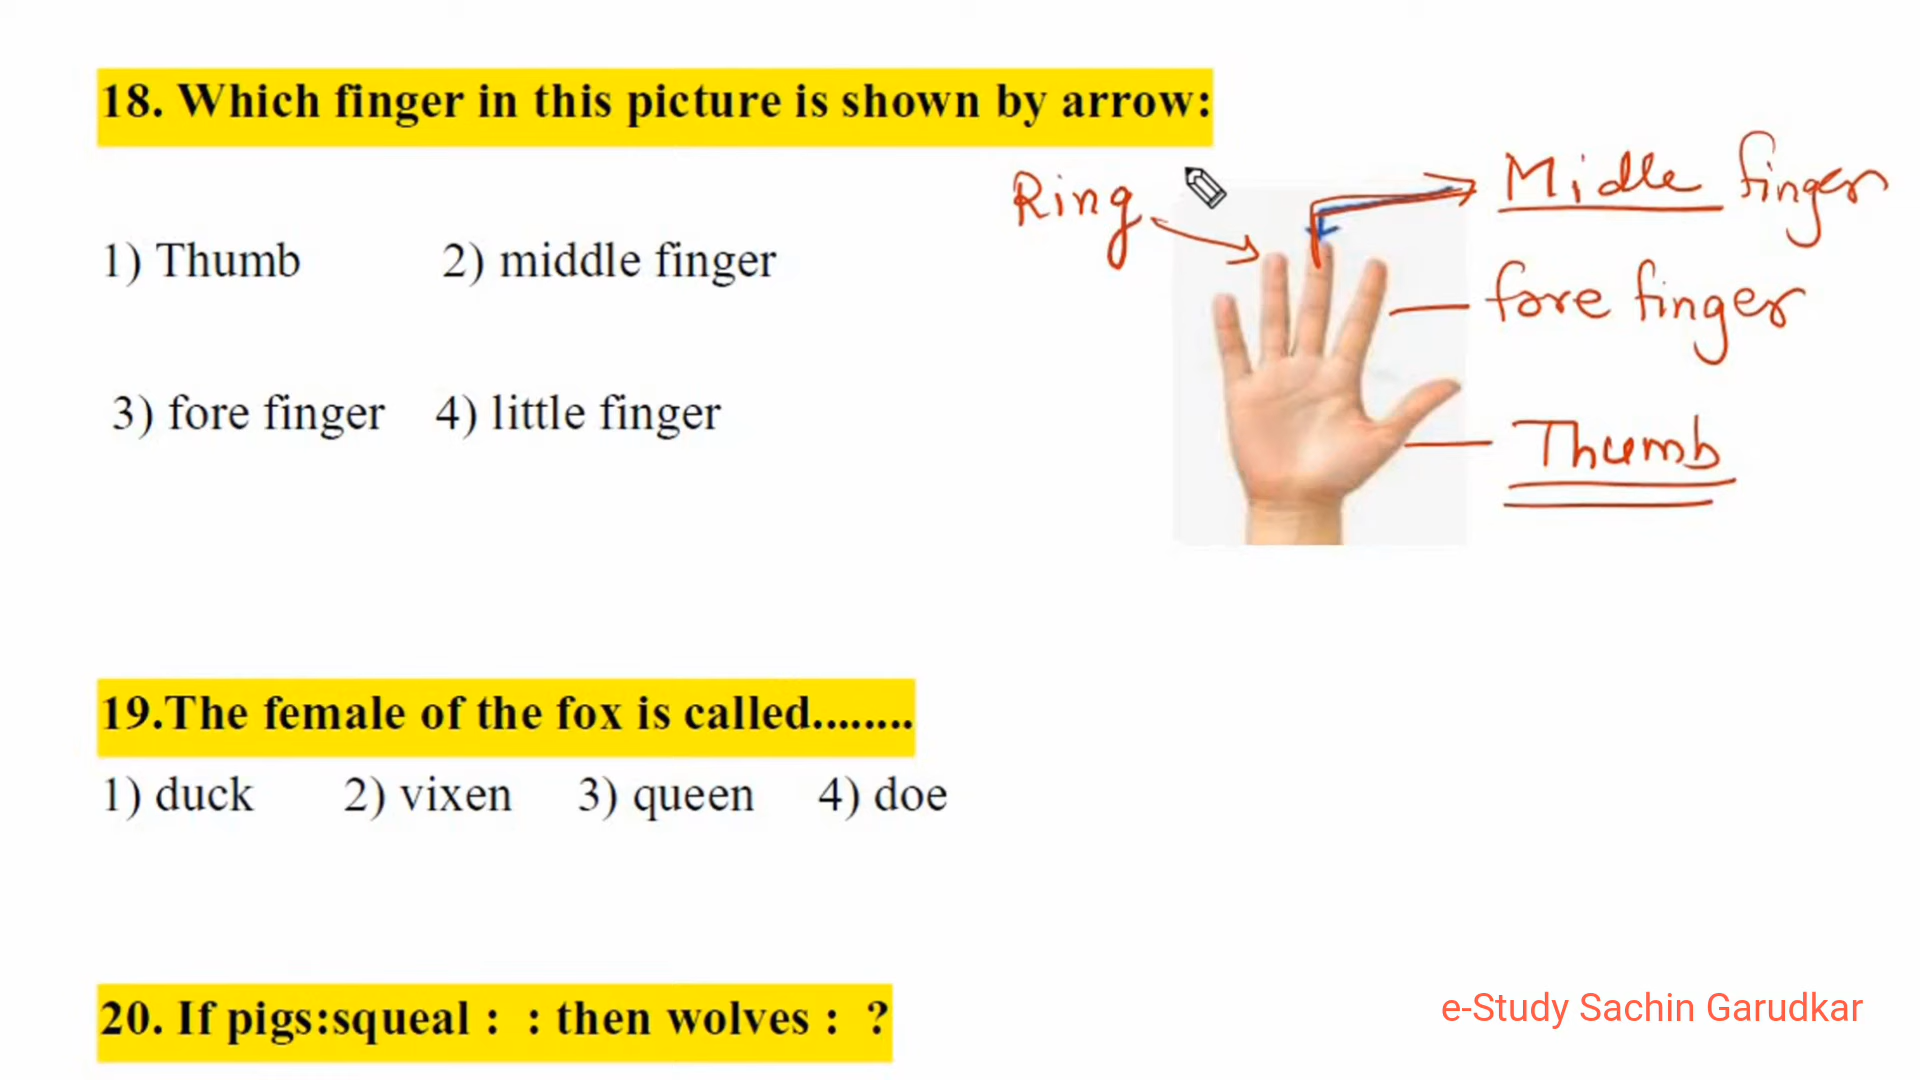 18. Which finger in this picture is shown by arrow:
Ring
Midle finger
1) Thumb 2) middle finger
fore finger
3) fore finger 4) little finger
Thumb
19.The female of the fox is called........
1) duck 2) vixen 3) queen 4) doe
20. If pigs:squeal : : then wolves : ?
e-Study Sachin Garudkar